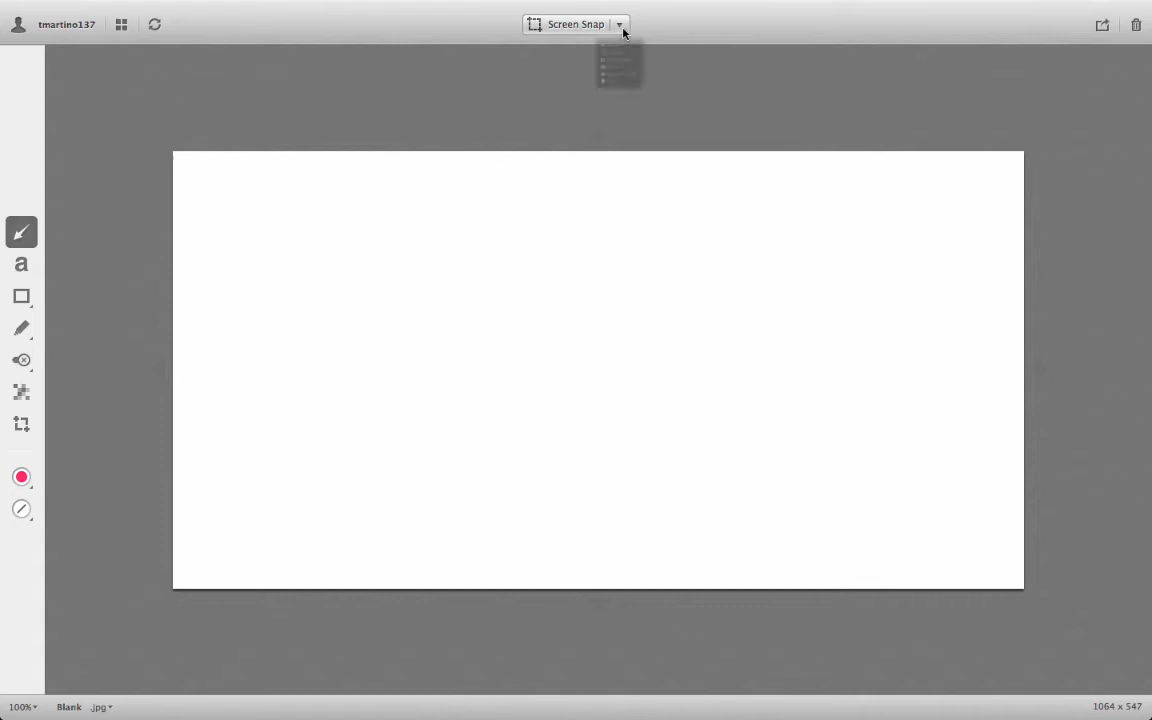 tmartino137
Screen Snap
a
100%
Blank .jpg
1064 x 547